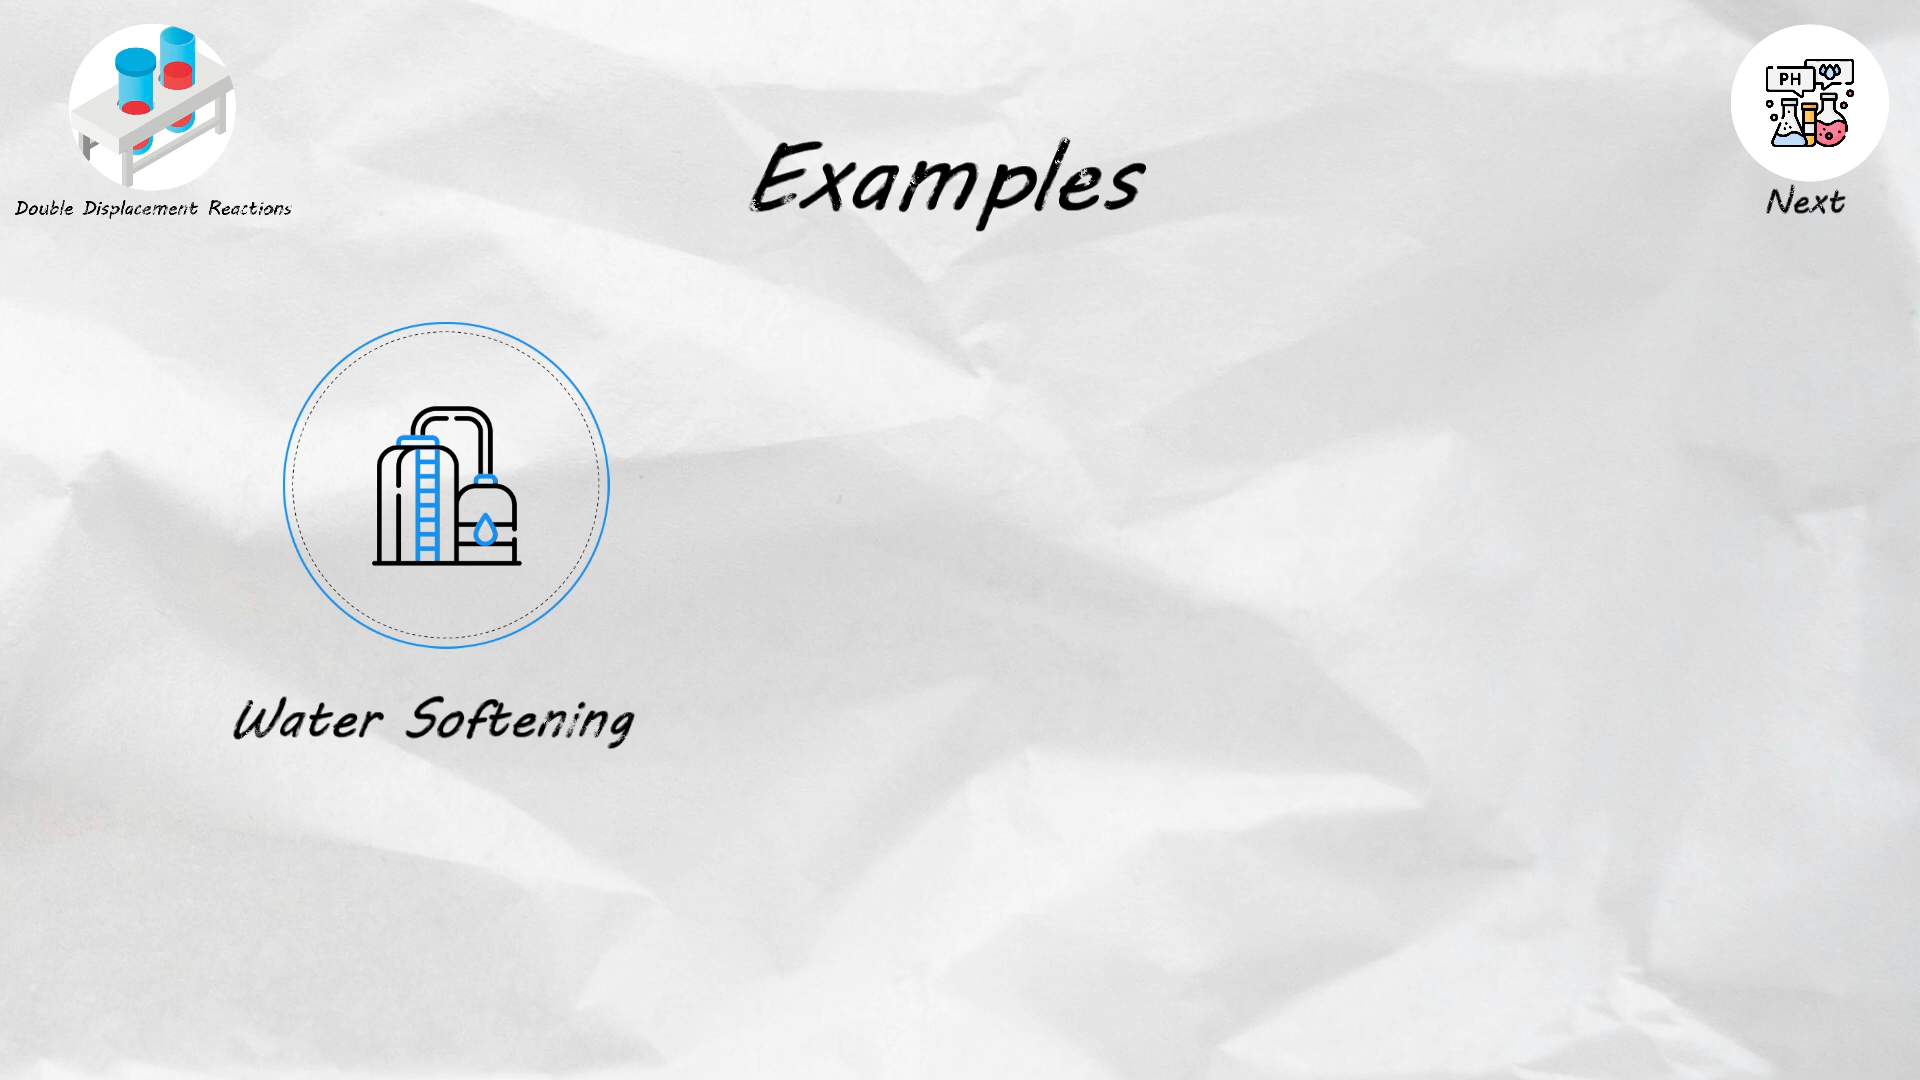 Double Displacement Reactions
Examples
PH
Next
Water Softening